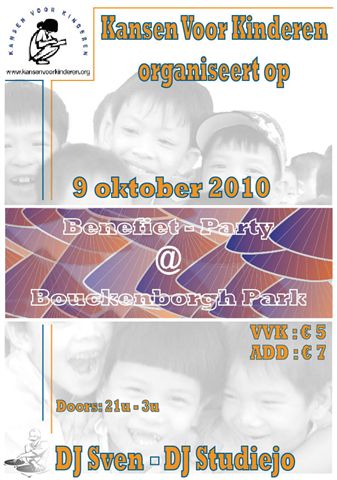 KANSEN VOOR KINDEREN
www.kansenvoorkinderen.org
Kansen Voor Kinderen
organiseert op
9 oktober 2010
Benefiet - Party
@
Bouckenborgh Park
VVK : € 5
ADD : € 7
Doors: 21u - 3u
DJ Sven - DJ Studiejo